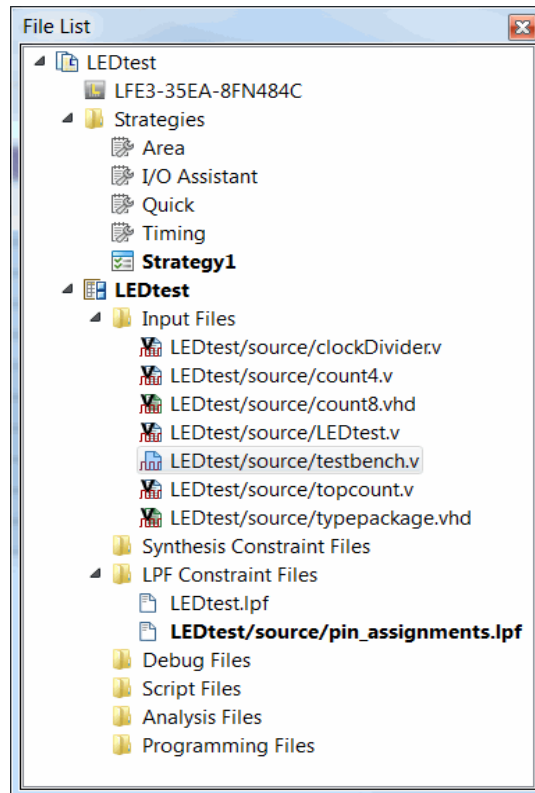 File List
LEDtest
LFE3-35EA-8FN484C
Strategies
Area
I/O Assistant
Quick
Timing
Strategy1
LEDtest
Input Files
LEDtest/source/clockDivider.v
LEDtest/source/count4.v
LEDtest/source/count8.vhd
LEDtest/source/LEDtest.v
LEDtest/source/testbench.v
LEDtest/source/topcount.v
LEDtest/source/typepackage.vhd
Synthesis Constraint Files
LPF Constraint Files
LEDtest.lpf
LEDtest/source/pin_assignments.lpf
Debug Files
Script Files
Analysis Files
Programming Files